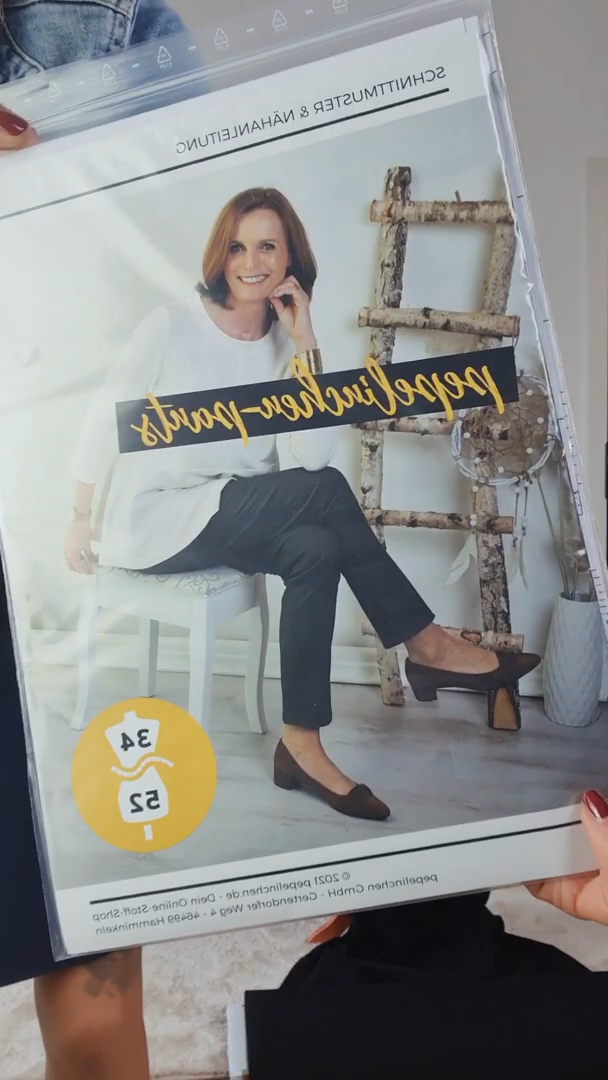 SCHNITTMUSTER & NÄHANLEITUNG
pepelinchen-pants
34
52
© 2021 pepelinchen.de - Dein Online-Stoff-Shop
pepelinchen GmbH - Gertendorfer Weg 4 - 46499 Hamminkeln